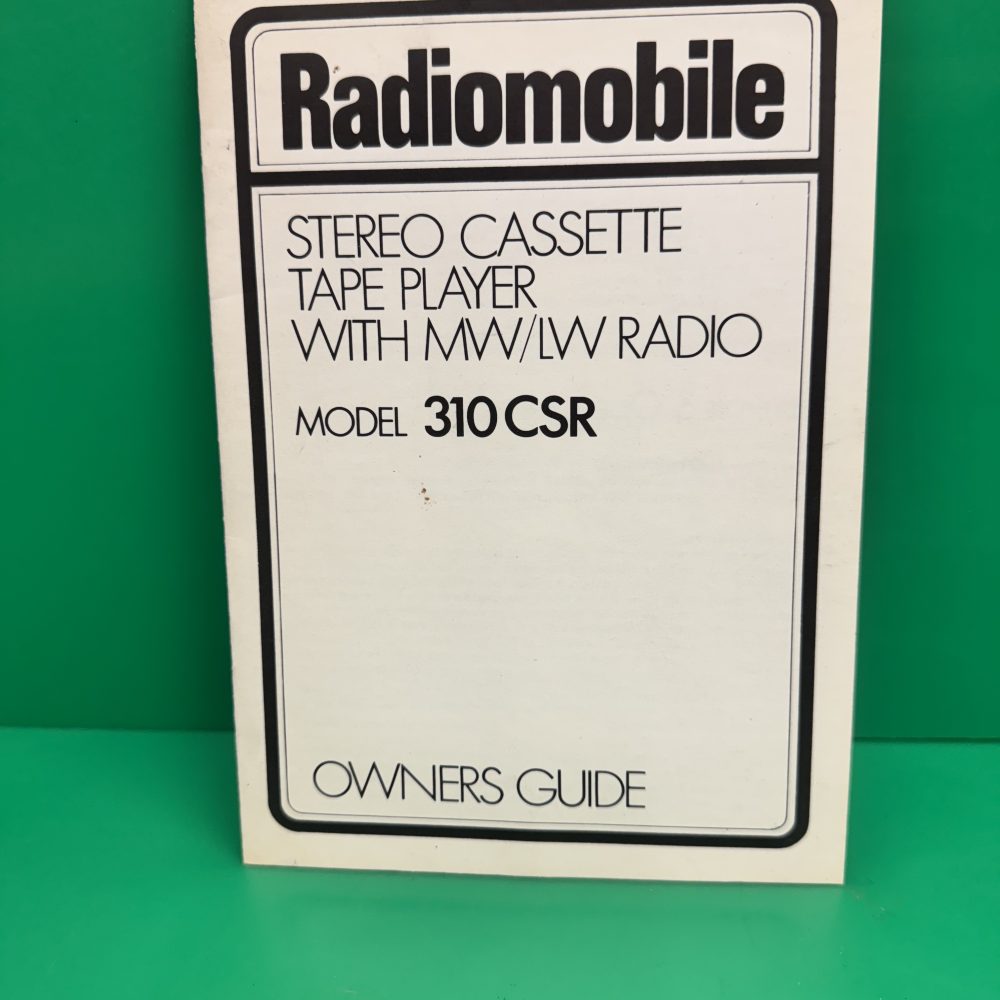 Radiomobile
STEREO CASSETTE
TAPE PLAYER
WITH MW/LW RADIO
MODEL 310 CSR
OWNERS GUIDE